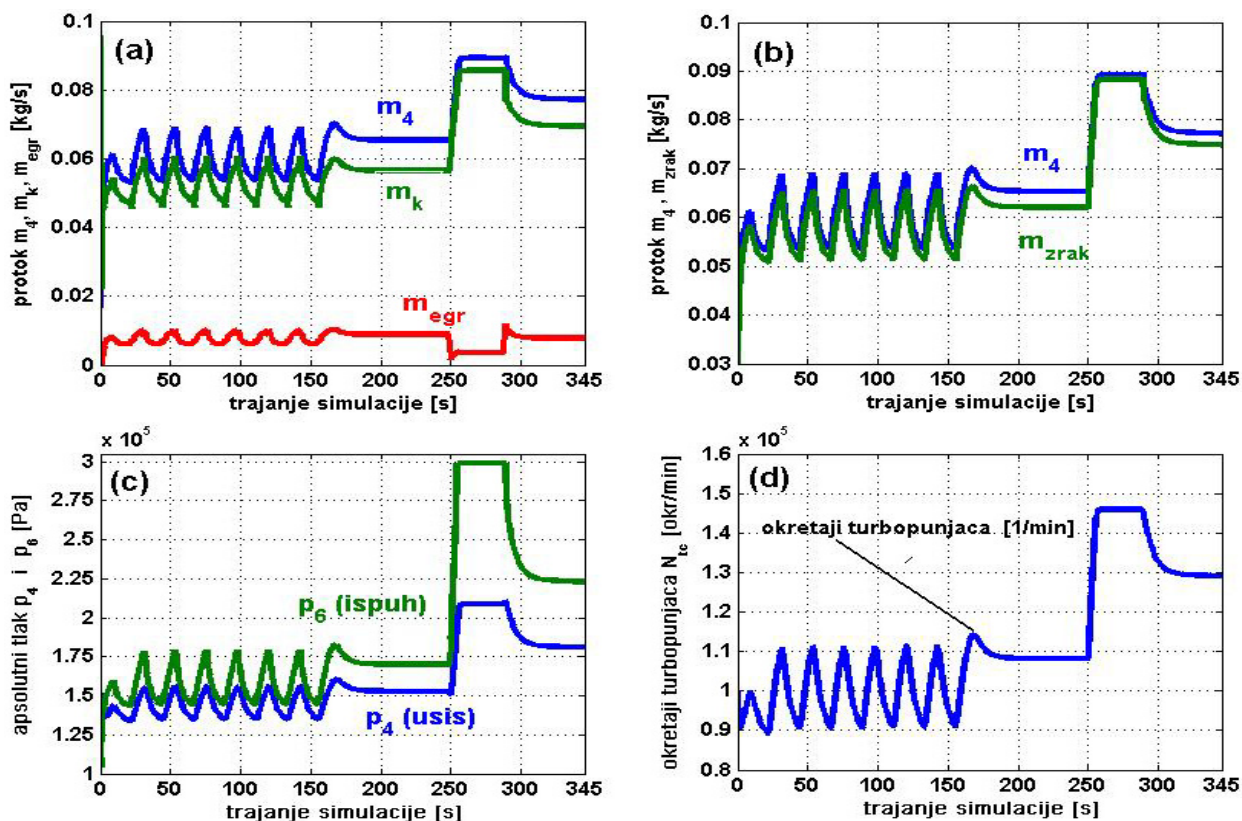 (a)
protok m4, mk, megr [kg/s]
0.1
0.08
0.06
0.04
0.02
0
m4
mk
megr
0 50 100 150 200 250 300 345
trajanje simulacije [s]
(b)
protok m4, mzrak [kg/s]
0.1
0.09
0.08
0.07
0.06
0.05
0.04
0.03
m4
mzrak
0 50 100 150 200 250 300 345
trajanje simulacije [s]
x 10^5
(c)
apsolutni tlak p4 i p6 [Pa]
3
2.75
2.5
2.25
2
1.75
1.5
1.25
1
p6 (ispuh)
p4 (usis)
0 50 100 150 200 250 300 345
trajanje simulacije [s]
x 10^5
(d)
okretaji turbopunjaca Ntc [okr/min]
1.6
1.5
1.4
1.3
1.2
1.1
1
0.9
0.8
okretaji turbopunjaca [1/min]
0 50 100 150 200 250 300 345
trajanje simulacije [s]